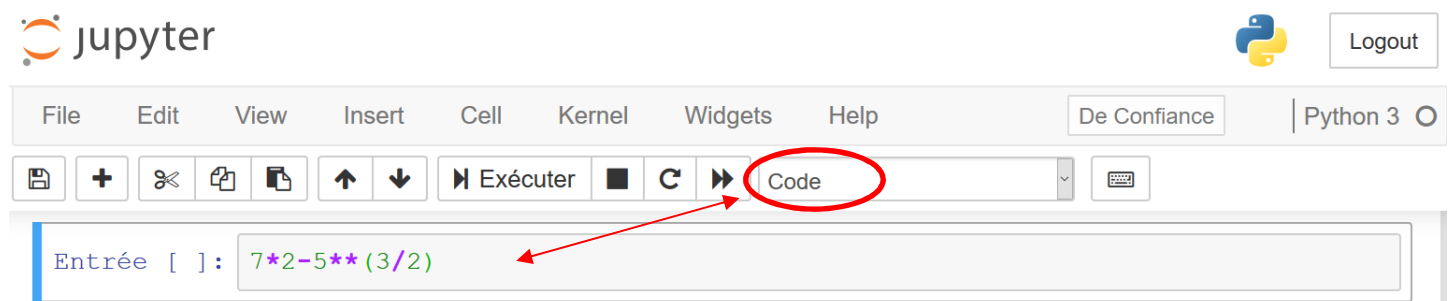 jupyter
Logout
File Edit View Insert Cell Kernel Widgets Help De Confiance Python 3
Exécuter Code
Entrée [ ]: 7*2-5**(3/2)